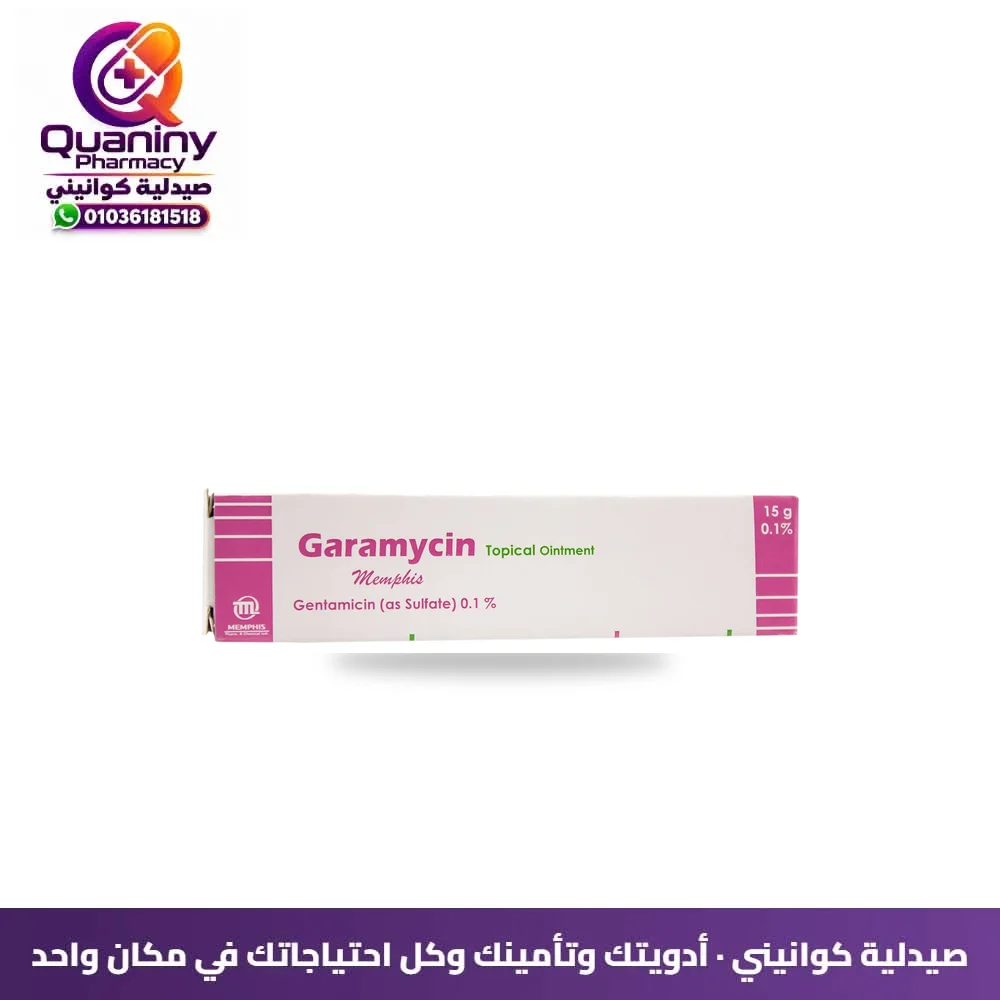 Quaniny
Pharmacy
صيدلية كوانيني
01036181518
15 g
0.1%
Garamycin Topical Ointment
Memphis
Gentamicin (as Sulfate) 0.1 %
MEMPHIS
صيدلية كوانيني · أدويتك وتأمينك وكل احتياجاتك في مكان واحد